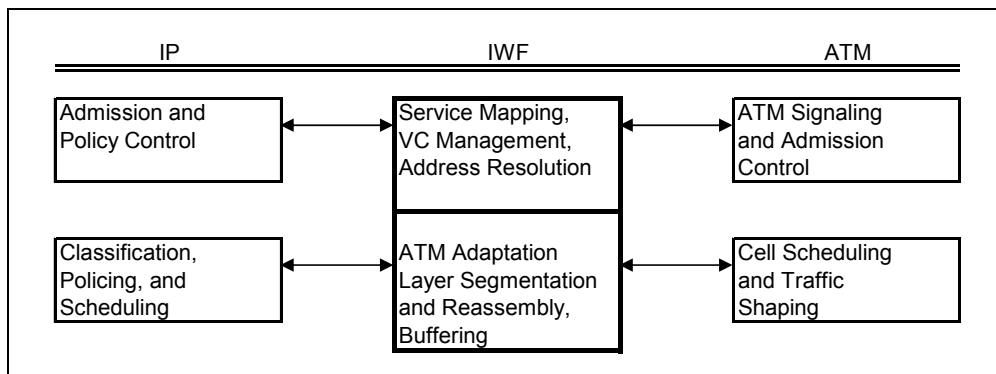 IP IWF ATM
Admission and
Policy Control
Service Mapping,
VC Management,
Address Resolution
ATM Signaling
and Admission
Control
Classification,
Policing, and
Scheduling
ATM Adaptation
Layer Segmentation
and Reassembly,
Buffering
Cell Scheduling
and Traffic
Shaping